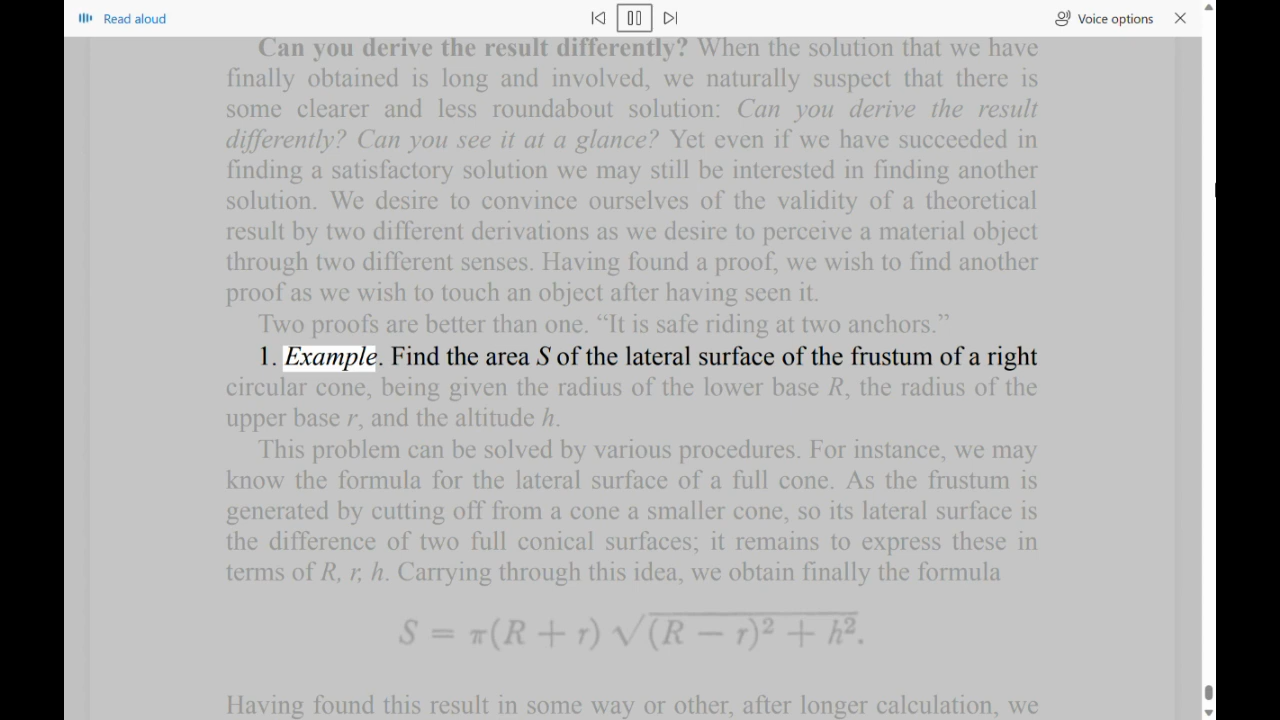 Read aloud
Voice options
Can you derive the result differently? When the solution that we have
finally obtained is long and involved, we naturally suspect that there is
some clearer and less roundabout solution: Can you derive the result
differently? Can you see it at a glance? Yet even if we have succeeded in
finding a satisfactory solution we may still be interested in finding another
solution. We desire to convince ourselves of the validity of a theoretical
result by two different derivations as we desire to perceive a material object
through two different senses. Having found a proof, we wish to find another
proof as we wish to touch an object after having seen it.
Two proofs are better than one. “It is safe riding at two anchors.”
1. Example. Find the area S of the lateral surface of the frustum of a right
circular cone, being given the radius of the lower base R, the radius of the
upper base r, and the altitude h.
This problem can be solved by various procedures. For instance, we may
know the formula for the lateral surface of a full cone. As the frustum is
generated by cutting off from a cone a smaller cone, so its lateral surface is
the difference of two full conical surfaces; it remains to express these in
terms of R, r, h. Carrying through this idea, we obtain finally the formula
S = π(R + r) √(R − r)² + h².
Having found this result in some way or other, after longer calculation, we